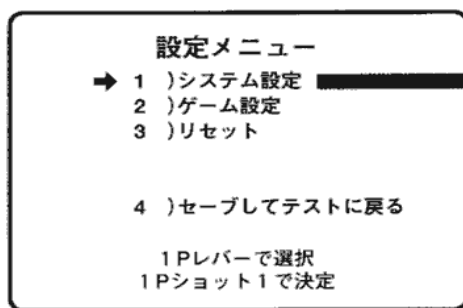 設定メニュー
➡ 1 )システム設定
2 )ゲーム設定
3 )リセット
4 )セーブしてテストに戻る
1Pレバーで選択
1Pショット1で決定